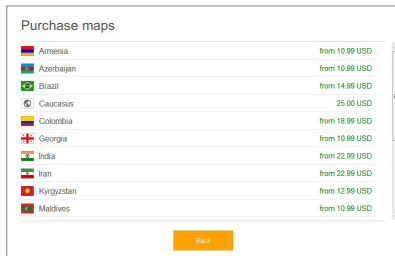 Purchase maps
Armenia from 10.99 USD
Azerbaijan from 10.99 USD
Brazil from 14.99 USD
Caucasus 25.00 USD
Colombia from 18.99 USD
Georgia from 10.99 USD
India from 22.99 USD
Iran from 22.99 USD
Kyrgyzstan from 12.99 USD
Maldives from 10.99 USD
Back